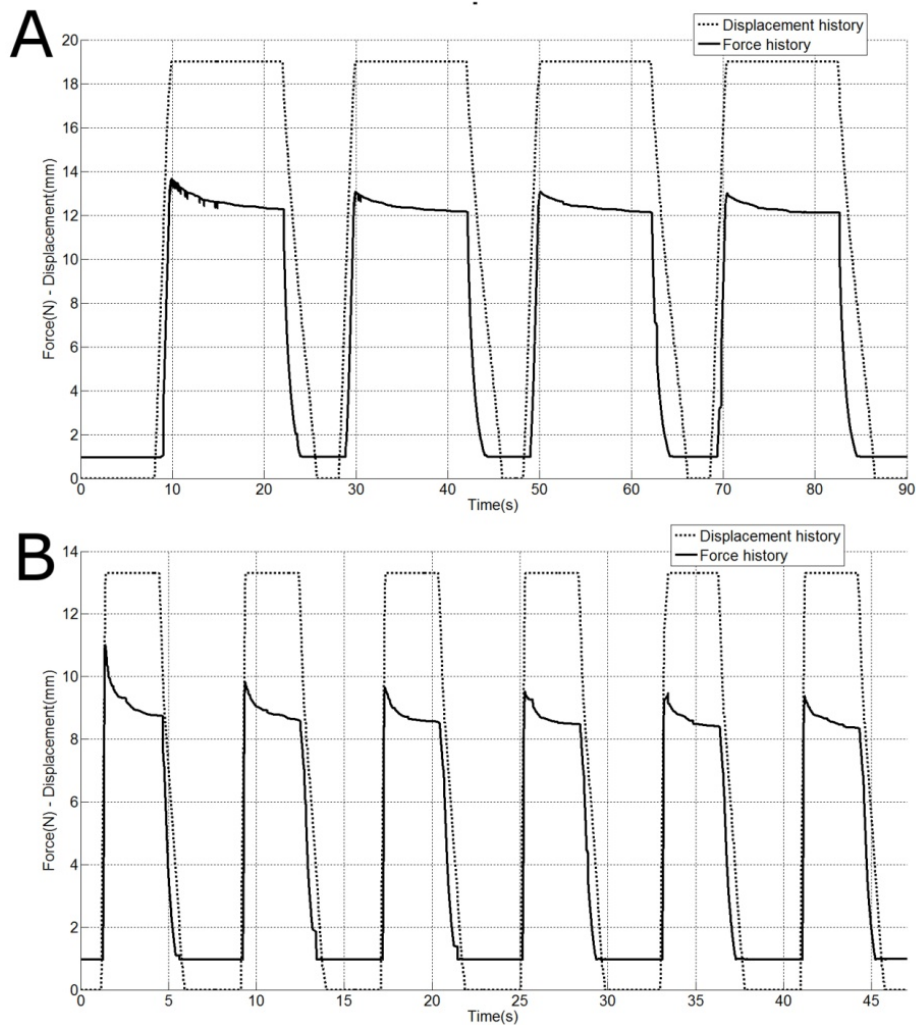 A
Displacement history
Force history
20
18
16
14
12
10
8
6
4
2
0
Force(N) - Displacement(mm)
0 10 20 30 40 50 60 70 80 90
Time(s)
B
Displacement history
Force history
14
12
10
8
6
4
2
0
Force(N) - Displacement(mm)
0 5 10 15 20 25 30 35 40 45
Time(s)